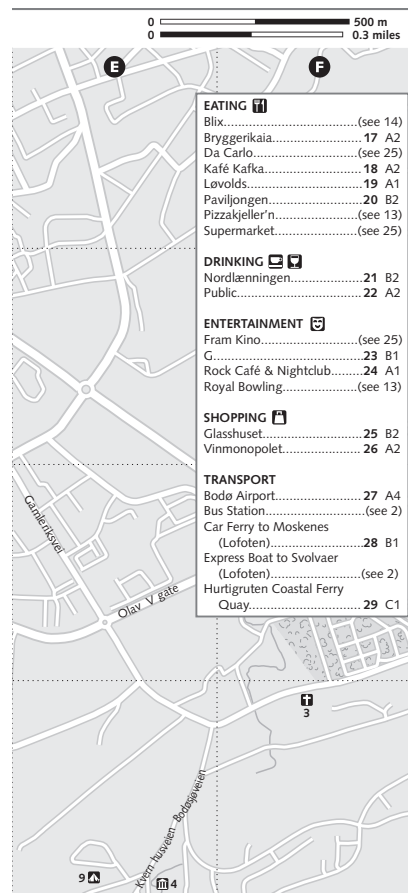 0 500 m
0 0.3 miles
E F
EATING
Blix..................................(see 14)
Bryggerikaia......................17 A2
Da Carlo..........................(see 25)
Kafé Kafka........................18 A2
Løvolds............................19 A1
Paviljongen.......................20 B2
Pizzakjeller'n....................(see 13)
Supermarket.....................(see 25)
DRINKING
Nordlænningen.................21 B2
Public..............................22 A2
ENTERTAINMENT
Fram Kino........................(see 25)
G....................................23 B1
Rock Café & Nightclub........24 A1
Royal Bowling...................(see 13)
SHOPPING
Glasshuset........................25 B2
Vinmonopolet...................26 A2
TRANSPORT
Bodø Airport.....................27 A4
Bus Station.......................(see 2)
Car Ferry to Moskenes
(Lofoten).......................28 B1
Express Boat to Svolvaer
(Lofoten).......................(see 2)
Hurtigruten Coastal Ferry
Quay.............................29 C1
Gamleriksvei
Olav V gate
3
Kvern husveien Bodøsjøveien
9
4